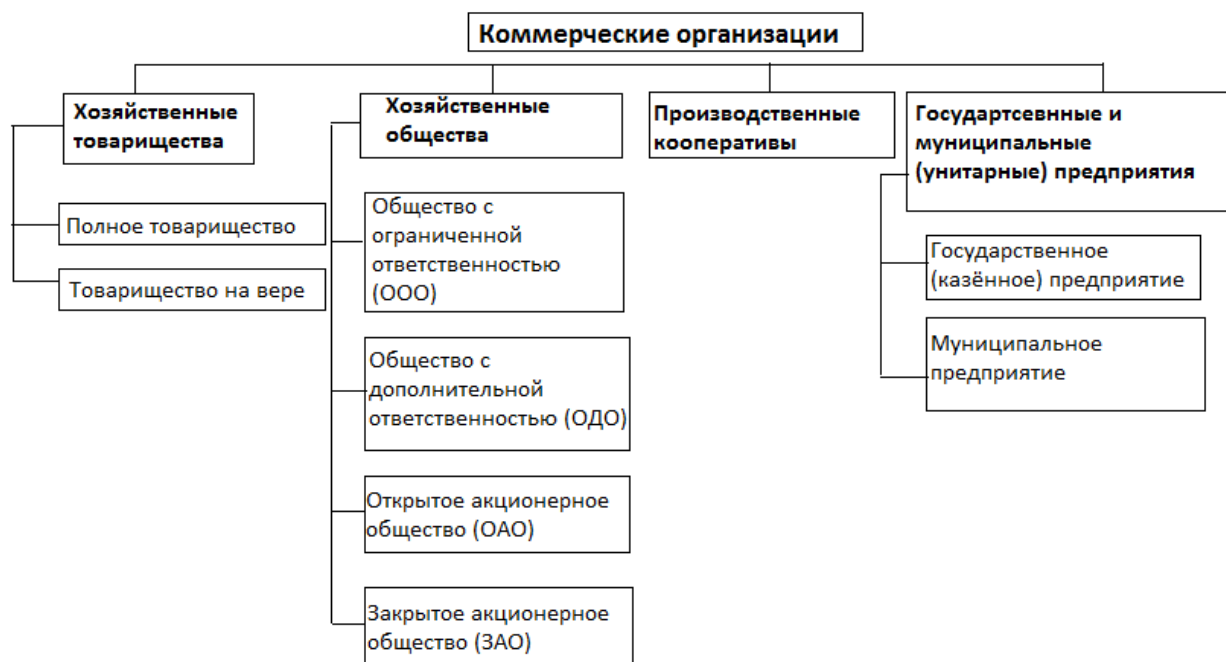 Коммерческие организации
Хозяйственные
товарищества
Полное товарищество
Товарищество на вере
Хозяйственные
общества
Общество с
ограниченной
ответственностью
(ООО)
Общество с
дополнительной
ответственностью (ОДО)
Открытое акционерное
общество (ОАО)
Закрытое акционерное
общество (ЗАО)
Производственные
кооперативы
Государтсевнные и
муниципальные
(унитарные) предприятия
Государственное
(казённое) предприятие
Муниципальное
предприятие